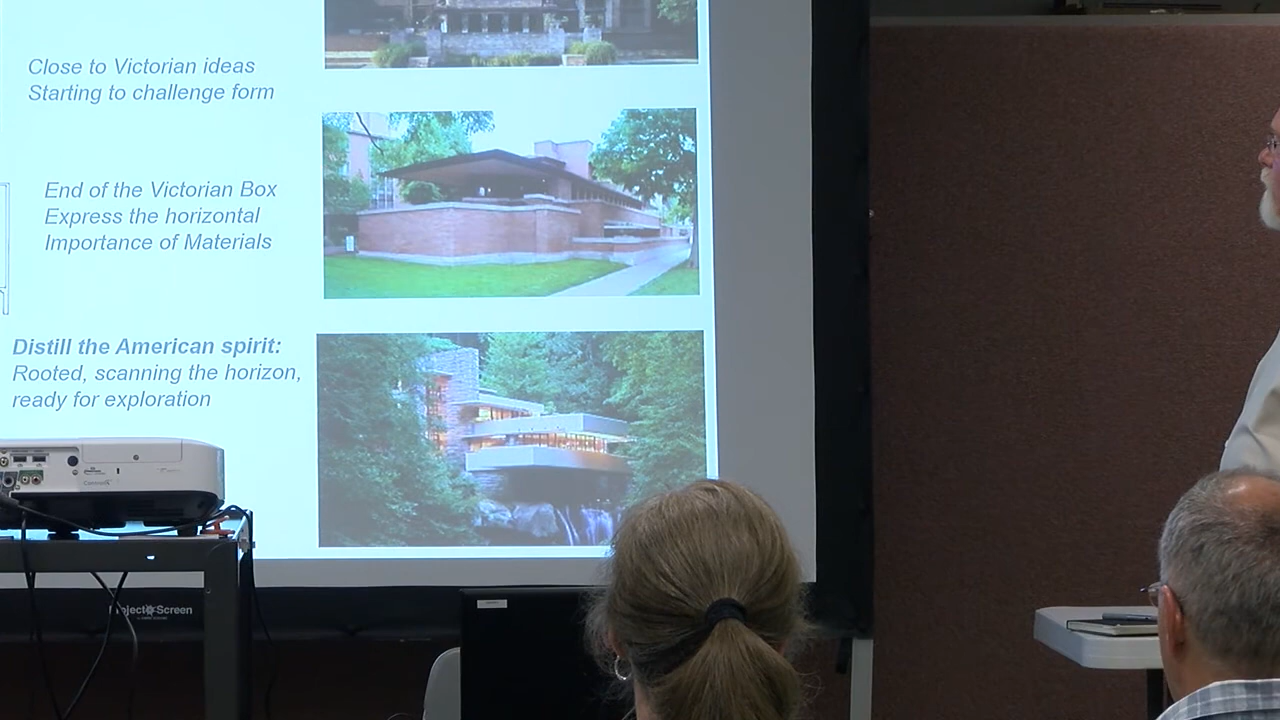 Close to Victorian ideas
Starting to challenge form
End of the Victorian Box
Express the horizontal
Importance of Materials
Distill the American spirit:
Rooted, scanning the horizon,
ready for exploration
Screen